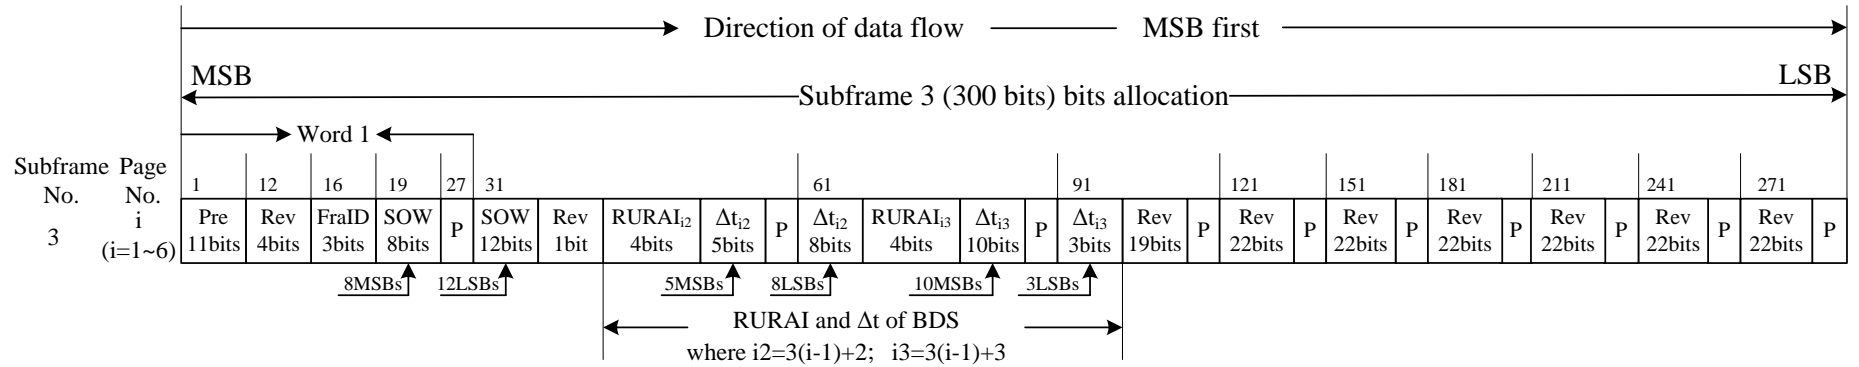 Direction of data flow MSB first
MSB LSB
Subframe 3 (300 bits) bits allocation
Word 1
Subframe Page
No. No.
1 12 16 19 27 31 61 91 121 151 181 211 241 271
3 i
(i=1~6)
Pre Rev FraID SOW P SOW Rev RURAIi2 Δti2 P Δti2 RURAIi3 Δti3 P Δti3 Rev P Rev P Rev P Rev P Rev P Rev P Rev P
11bits 4bits 3bits 8bits 12bits 1bit 4bits 5bits 8bits 4bits 10bits 3bits 19bits 22bits 22bits 22bits 22bits 22bits 22bits
8MSBs 12LSBs 5MSBs 8LSBs 10MSBs 3LSBs
RURAI and Δt of BDS
where i2=3(i-1)+2; i3=3(i-1)+3